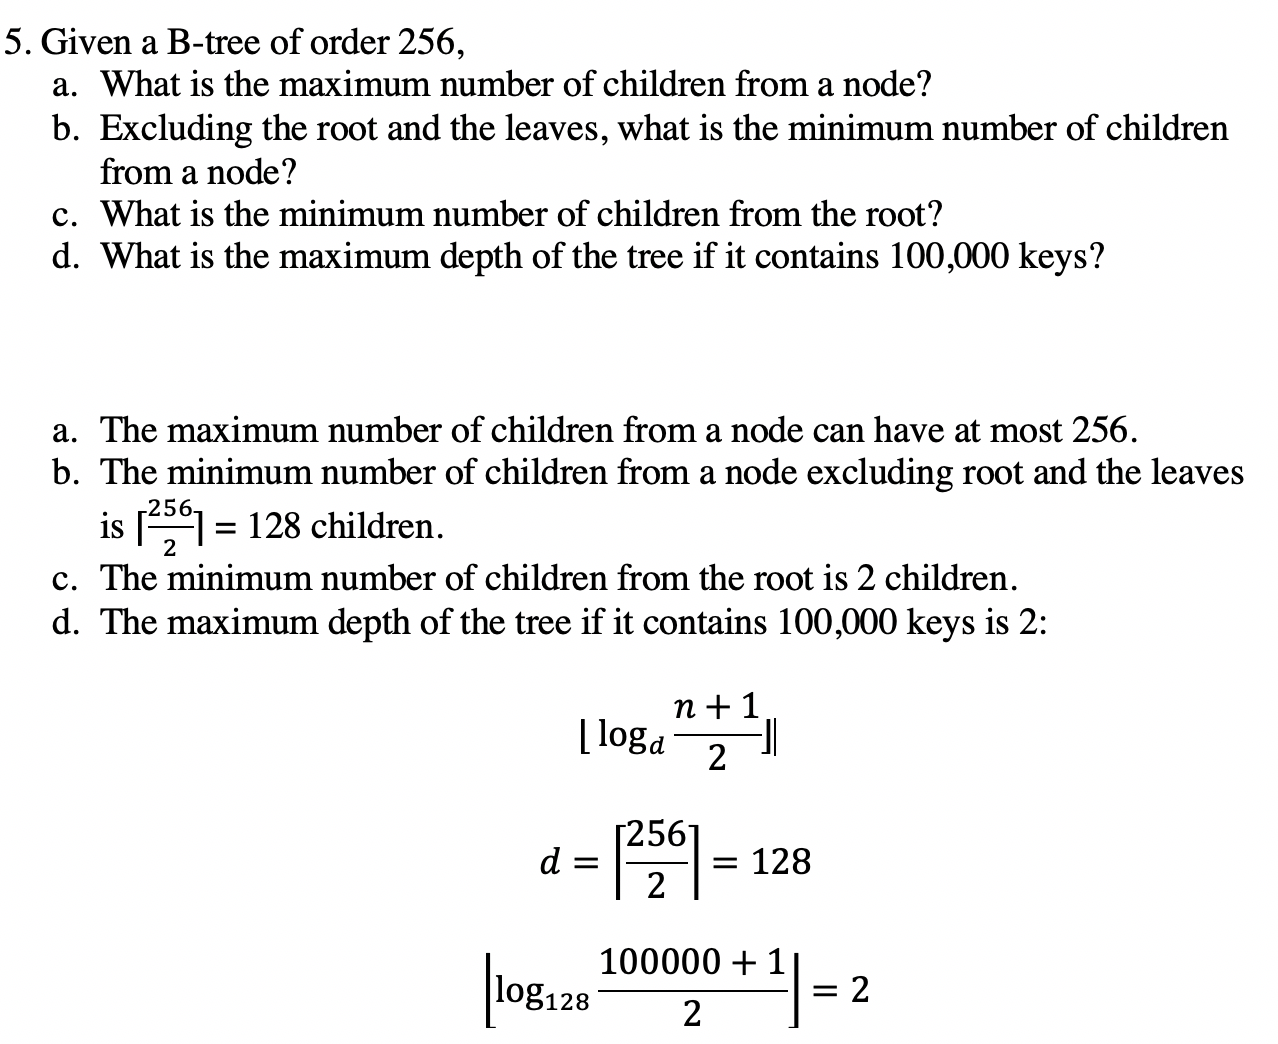 5. Given a B-tree of order 256,
a. What is the maximum number of children from a node?
b. Excluding the root and the leaves, what is the minimum number of children
from a node?
c. What is the minimum number of children from the root?
d. What is the maximum depth of the tree if it contains 100,000 keys?
a. The maximum number of children from a node can have at most 256.
b. The minimum number of children from a node excluding root and the leaves
is ⌈256/2⌉ = 128 children.
c. The minimum number of children from the root is 2 children.
d. The maximum depth of the tree if it contains 100,000 keys is 2:
⌊ log_d (n + 1)/2 ⌋|
d = ⌈256/2⌉ = 128
⌊log_128 (100000 + 1)/2⌋ = 2